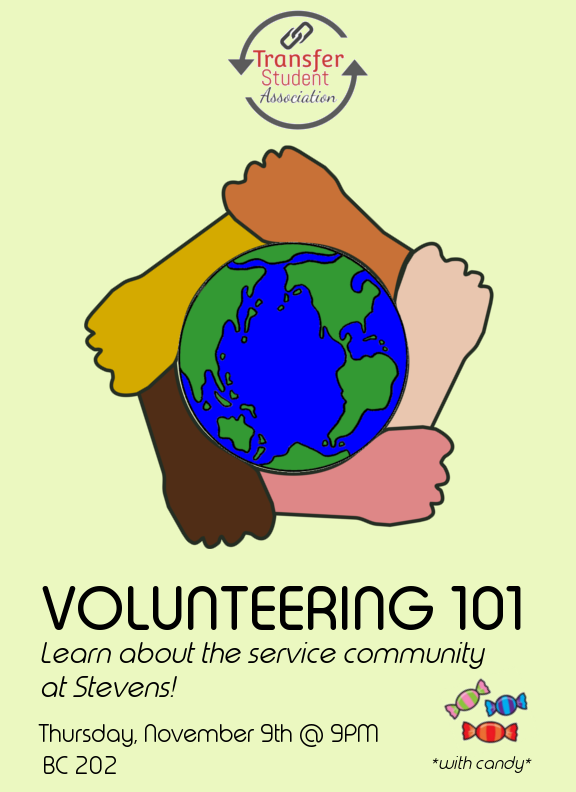 Transfer
Student
Association
VOLUNTEERING 101
Learn about the service community
at Stevens!
Thursday, November 9th @ 9PM
BC 202
*with candy*